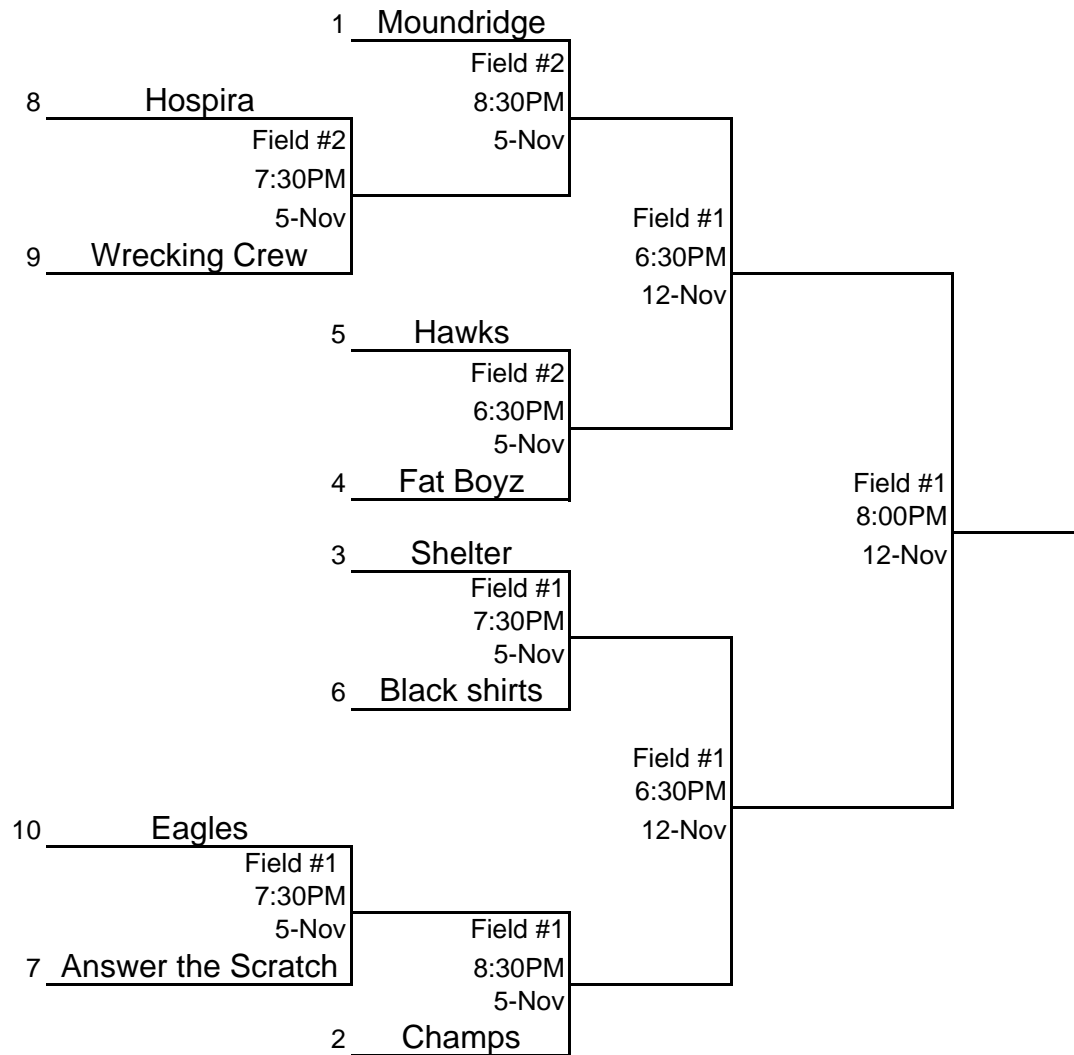 1 Moundridge
Field #2
8 Hospira 8:30PM
Field #2 5-Nov
7:30PM
5-Nov Field #1
9 Wrecking Crew 6:30PM
12-Nov
5 Hawks
Field #2
6:30PM
5-Nov
4 Fat Boyz Field #1
8:00PM
3 Shelter 12-Nov
Field #1
7:30PM
5-Nov
6 Black shirts
Field #1
6:30PM
10 Eagles 12-Nov
Field #1
7:30PM
5-Nov Field #1
7 Answer the Scratch 8:30PM
5-Nov
2 Champs